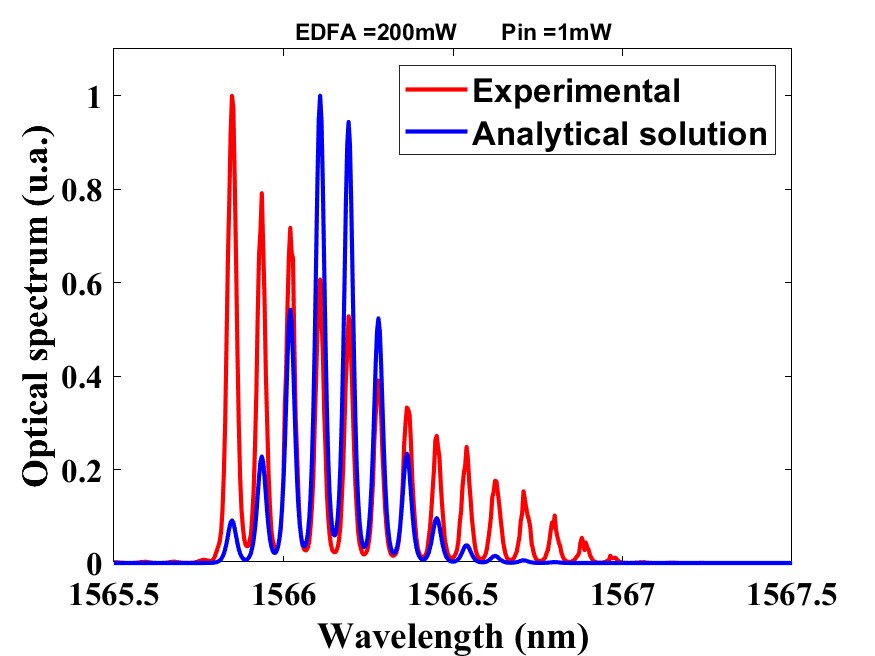 EDFA =200mW Pin =1mW
Experimental
Analytical solution
Optical spectrum (u.a.)
1
0.8
0.6
0.4
0.2
0
1565.5 1566 1566.5 1567 1567.5
Wavelength (nm)